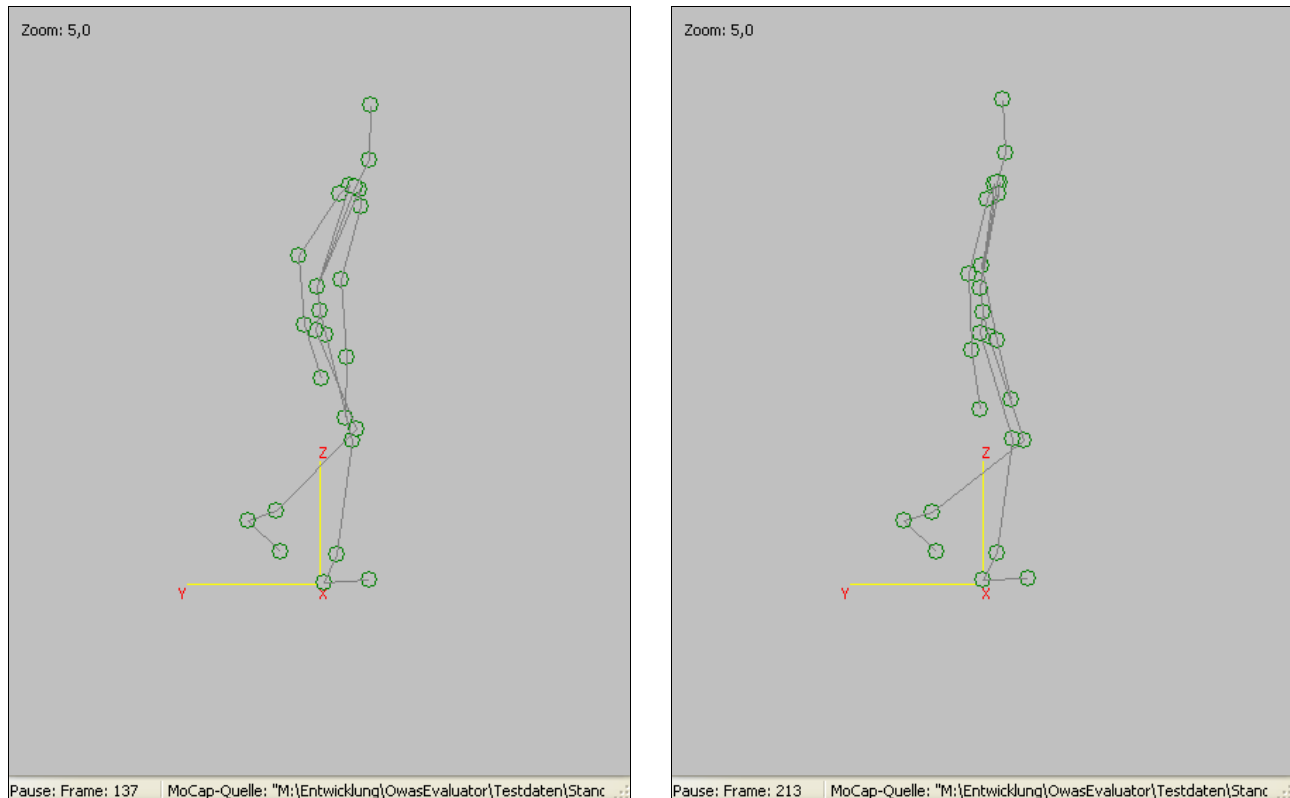 Zoom: 5,0
Z
Y
X
Pause: Frame: 137
MoCap-Quelle: "M:\Entwicklung\OwasEvaluator\Testdaten\Stanc
Zoom: 5,0
Z
Y
X
Pause: Frame: 213
MoCap-Quelle: "M:\Entwicklung\OwasEvaluator\Testdaten\Stanc